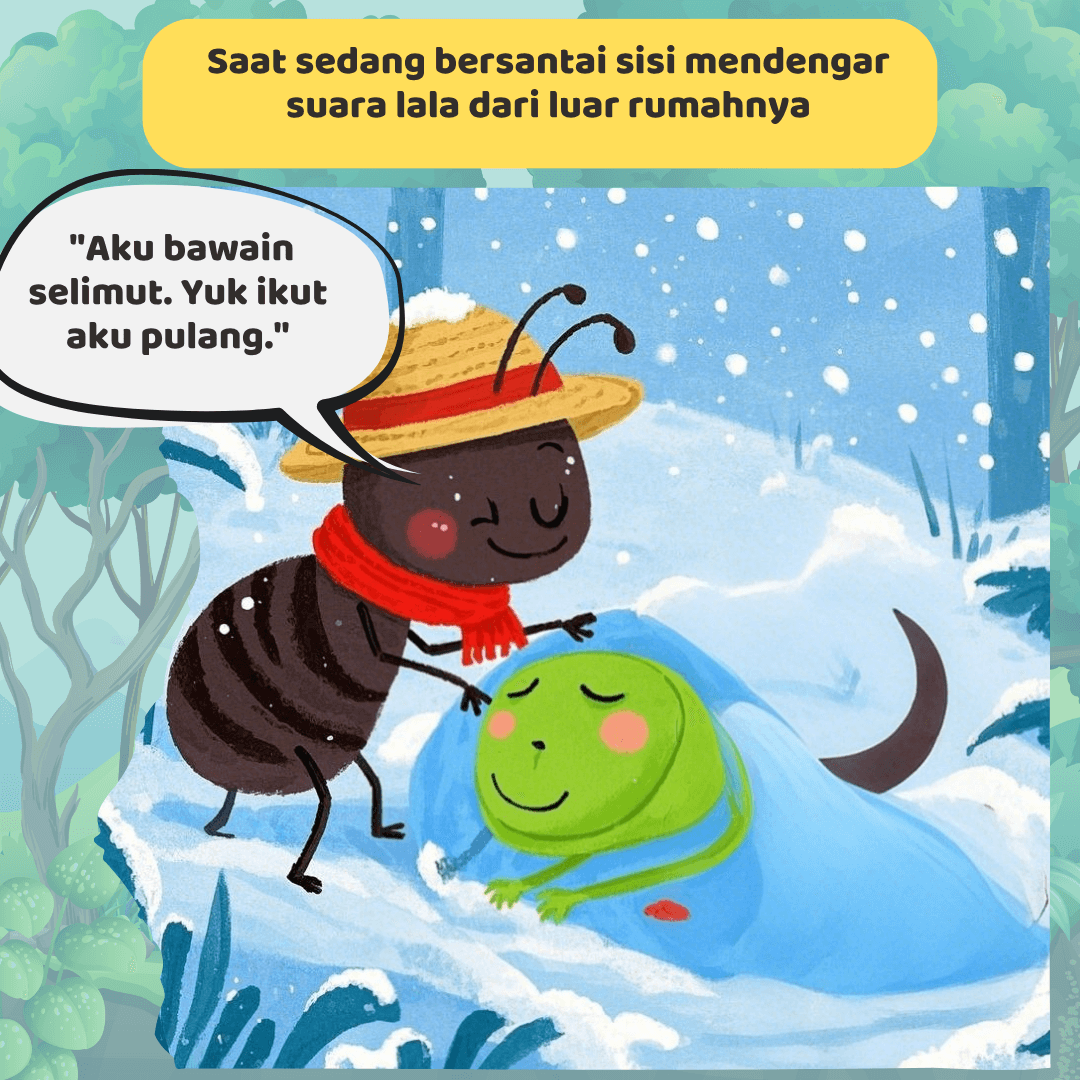 Saat sedang bersantai sisi mendengar
suara lala dari luar rumahnya
"Aku bawain
selimut. Yuk ikut
aku pulang."